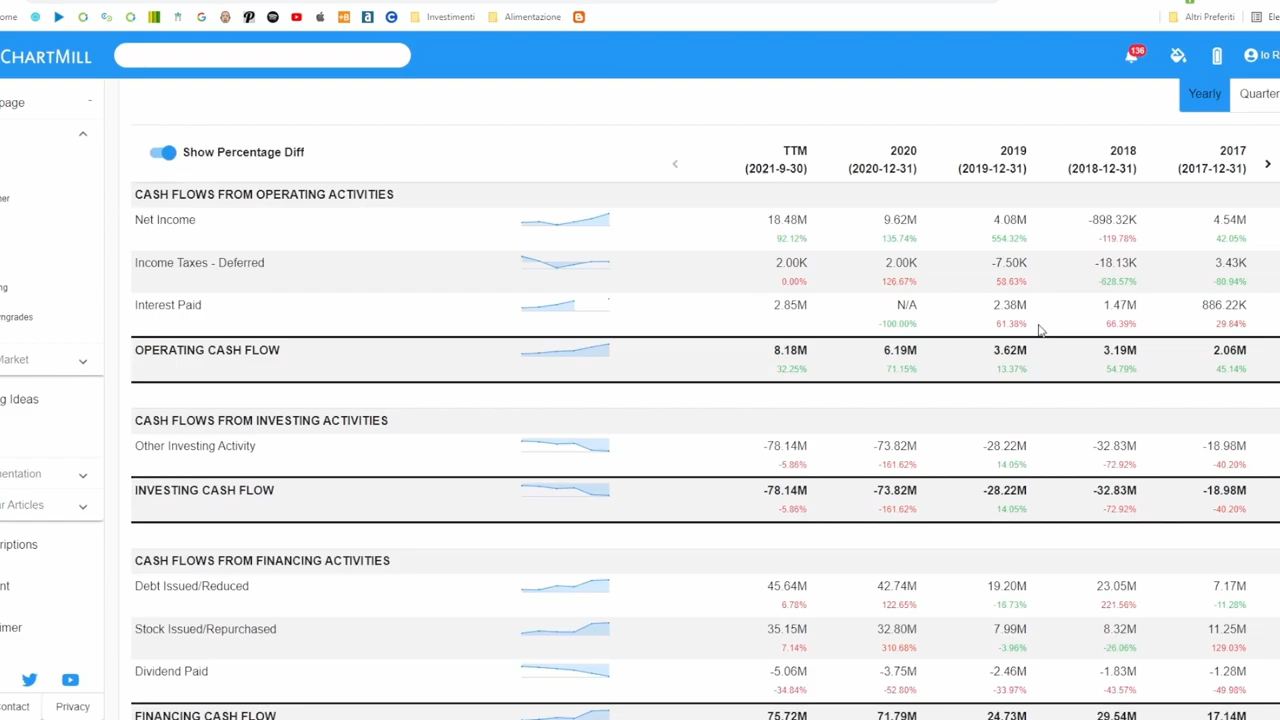 ome Investimenti Alimentazione Altri Preferiti Ele
CHARTMILL 136 Io R
page -
Yearly Quarter
Show Percentage Diff
TTM 2020 2019 2018 2017
(2021-9-30) (2020-12-31) (2019-12-31) (2018-12-31) (2017-12-31)
CASH FLOWS FROM OPERATING ACTIVITIES
ner
Net Income 18.48M 9.62M 4.08M -898.32K 4.54M
92.12% 135.74% 554.32% -119.78% 42.05%
Income Taxes - Deferred 2.00K 2.00K -7.50K -18.13K 3.43K
0.00% 126.67% 58.63% -628.57% -80.94%
ng
Interest Paid 2.85M N/A 2.38M 1.47M 886.22K
wngrades
-100.00% 61.38% 66.39% 29.84%
OPERATING CASH FLOW 8.18M 6.19M 3.62M 3.19M 2.06M
Market
32.25% 71.15% 13.37% 54.79% 45.14%
g Ideas
CASH FLOWS FROM INVESTING ACTIVITIES
Other Investing Activity -78.14M -73.82M -28.22M -32.83M -18.98M
-5.86% -161.62% 14.05% -72.92% -40.20%
mentation
INVESTING CASH FLOW -78.14M -73.82M -28.22M -32.83M -18.98M
r Articles
-5.86% -161.62% 14.05% -72.92% -40.20%
riptions
CASH FLOWS FROM FINANCING ACTIVITIES
nt
Debt Issued/Reduced 45.64M 42.74M 19.20M 23.05M 7.17M
6.78% 122.65% -16.73% 221.56% -11.28%
imer
Stock Issued/Repurchased 35.15M 32.80M 7.99M 8.32M 11.25M
7.14% 310.68% -3.96% -26.06% 129.03%
Dividend Paid -5.06M -3.75M -2.46M -1.83M -1.28M
-34.84% -52.80% -33.97% -43.57% -49.98%
ontact Privacy
FINANCING CASH FLOW 75.72M 71.79M 24.73M 29.54M 17.14M